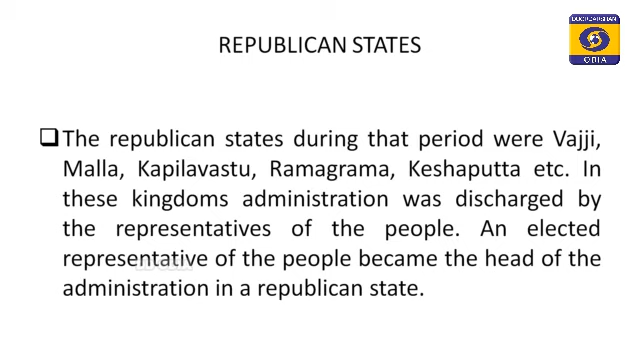 REPUBLICAN STATES
DOORDARSHAN
ODIA
The republican states during that period were Vajji,
Malla, Kapilavastu, Ramagrama, Keshaputta etc. In
these kingdoms administration was discharged by
the representatives of the people. An elected
representative of the people became the head of the
administration in a republican state.